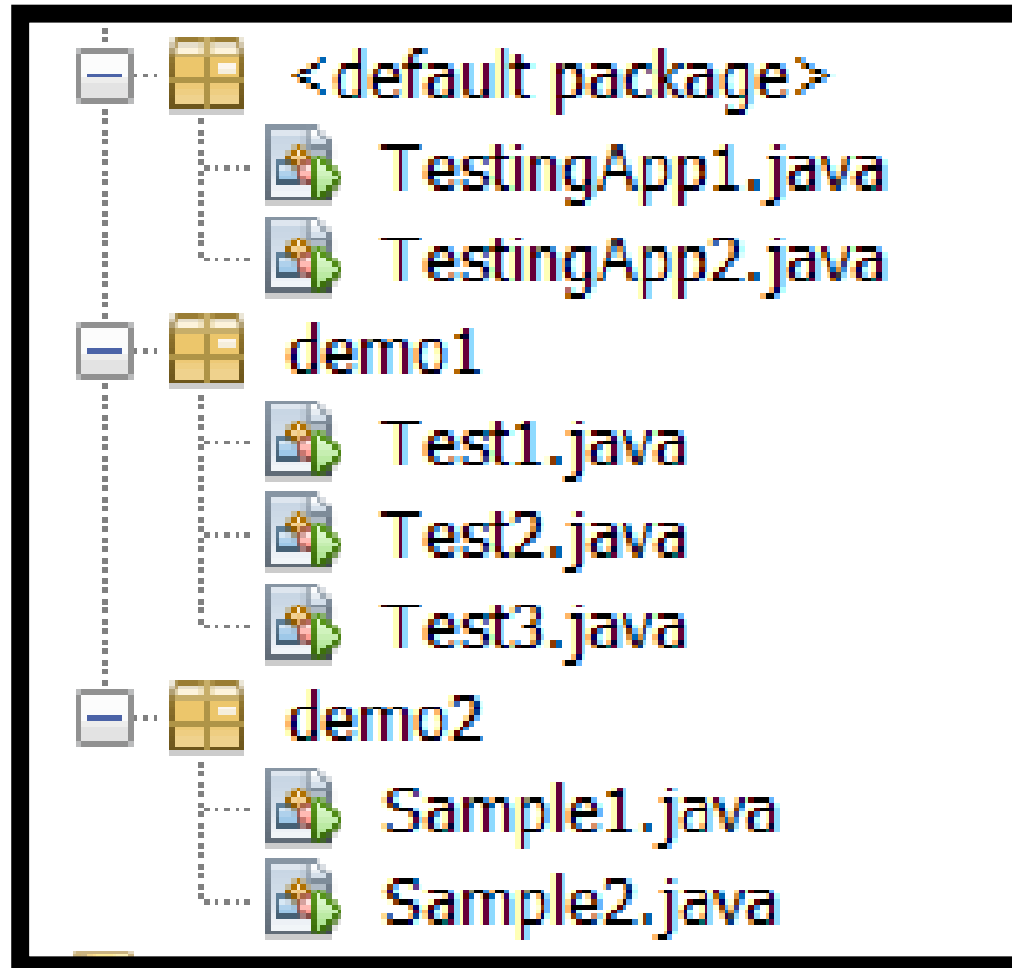 <default package>
TestingApp1.java
TestingApp2.java
demo1
Test1.java
Test2.java
Test3.java
demo2
Sample1.java
Sample2.java